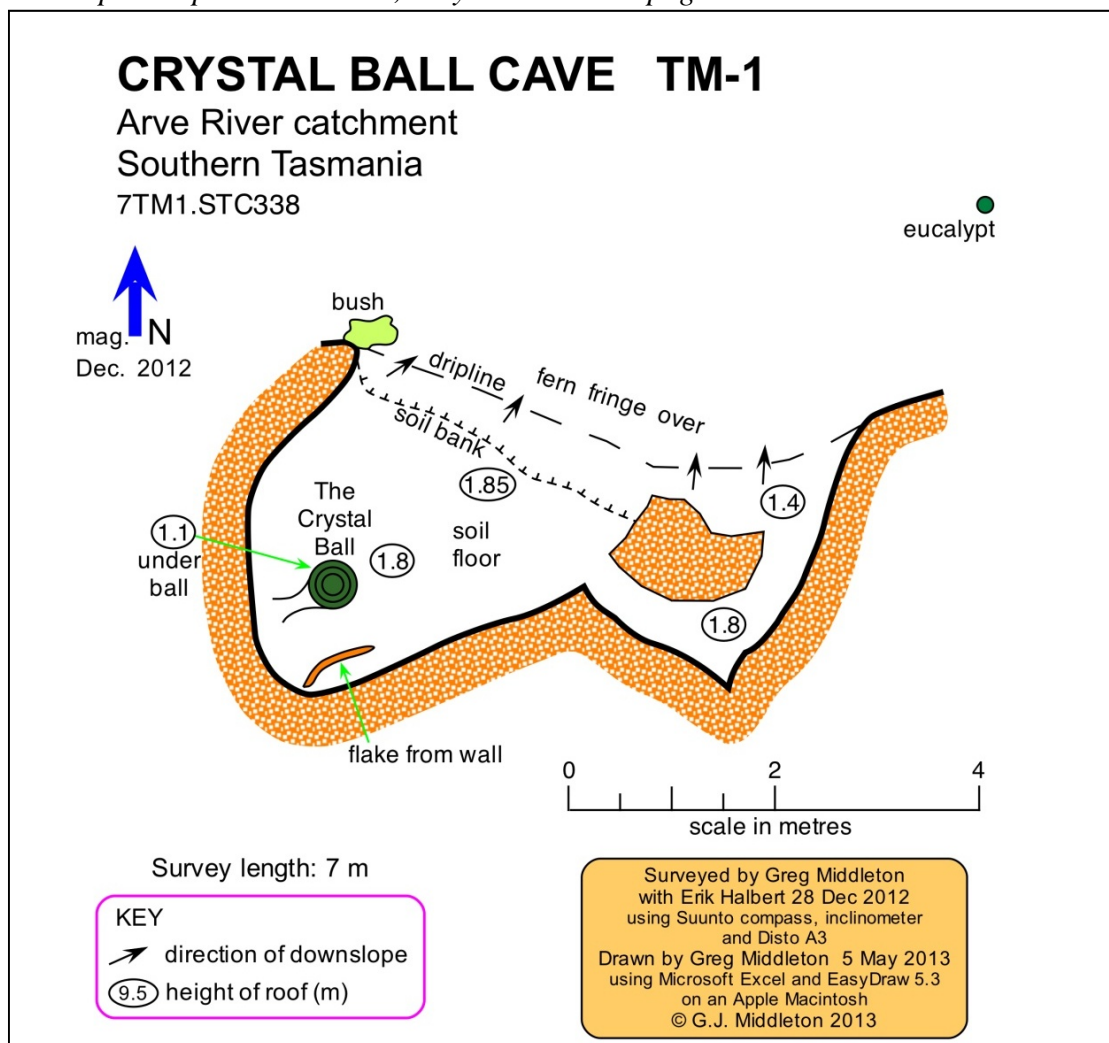 CRYSTAL BALL CAVE TM-1
Arve River catchment
Southern Tasmania
7TM1.STC338
eucalypt
bush
mag. N
Dec. 2012
dripline
fern fringe over
soil bank
1.85
1.4
The
Crystal
Ball
soil
floor
1.1
under
ball
1.8
1.8
flake from wall
0 2 4
scale in metres
Survey length: 7 m
KEY
direction of downslope
9.5 height of roof (m)
Surveyed by Greg Middleton
with Erik Halbert 28 Dec 2012
using Suunto compass, inclinometer
and Disto A3
Drawn by Greg Middleton 5 May 2013
using Microsoft Excel and EasyDraw 5.3
on an Apple Macintosh
© G.J. Middleton 2013